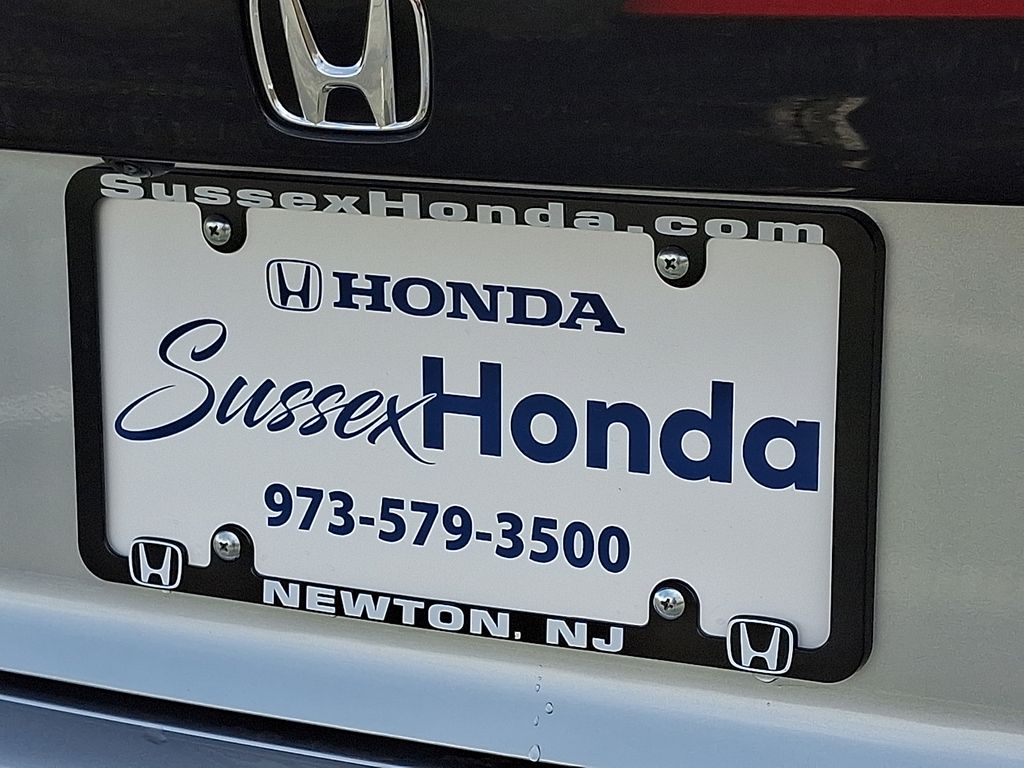 SussexHonda.com
HONDA
SussexHonda
973-579-3500
NEWTON, NJ